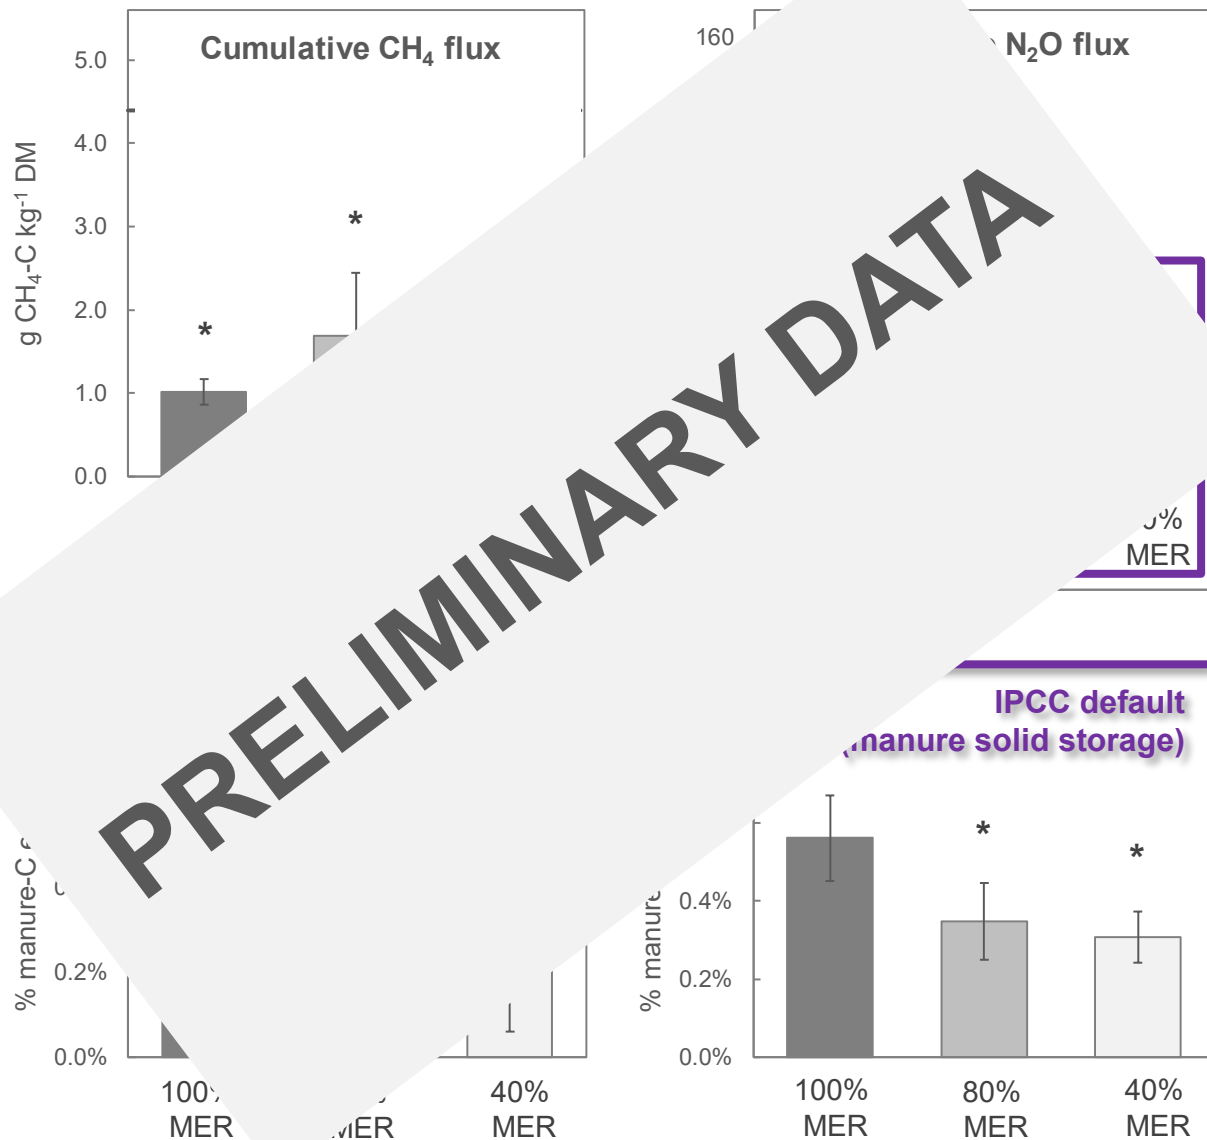 Cumulative CH₄ flux
5.0
4.0
3.0
2.0
1.0
0.0
g CH₄-C kg⁻¹ DM
*
*
160
N₂O flux
MER
PRELIMINARY DATA
IPCC default
(manure solid storage)
% manure-C
0.2%
0.0%
100%
MER
MER
40%
MER
% manure
0.4%
0.2%
0.0%
*
*
100%
MER
80%
MER
40%
MER